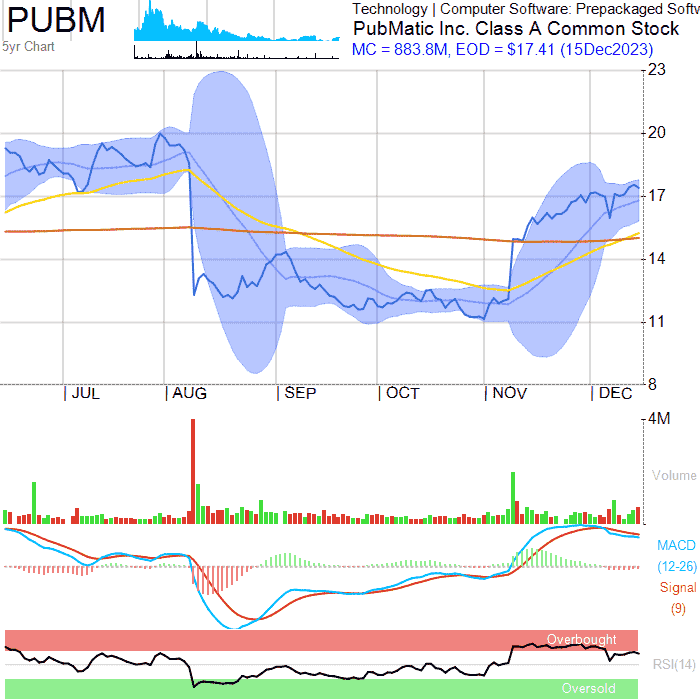 PUBM
5yr Chart
Technology | Computer Software: Prepackaged Softw
PubMatic Inc. Class A Common Stock
MC = 883.8M, EOD = $17.41 (15Dec2023)
23
20
17
14
11
8
JUL
AUG
SEP
OCT
NOV
DEC
4M
Volume
MACD
(12-26)
Signal
(9)
Overbought
RSI(14)
Oversold